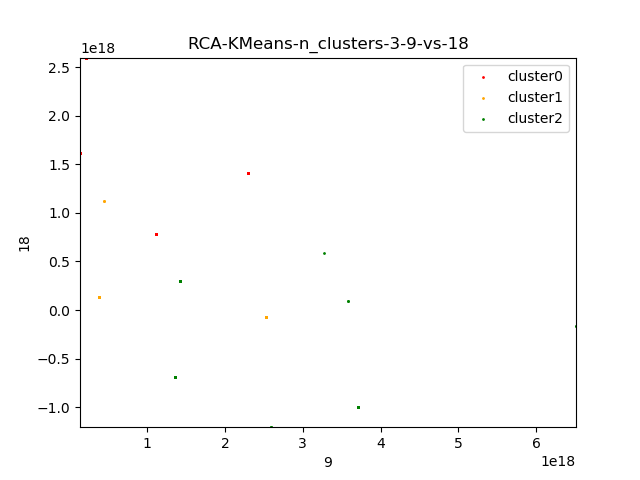 RCA-KMeans-n_clusters-3-9-vs-18
1e18
2.5
2.0
1.5
1.0
0.5
0.0
−0.5
−1.0
18
cluster0
cluster1
cluster2
1 2 3 4 5 6
9
1e18